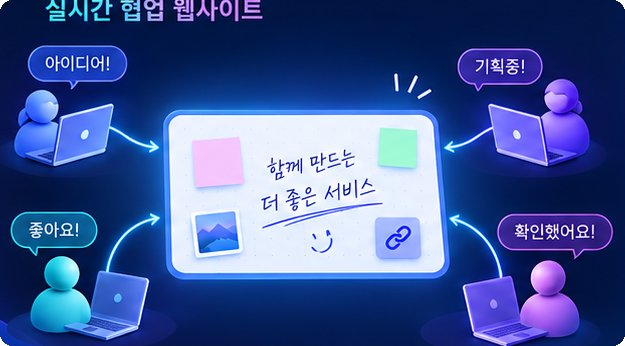 실시간 협업 웹사이트
아이디어!
기획중!
함께 만드는
더 좋은 서비스
좋아요!
확인했어요!